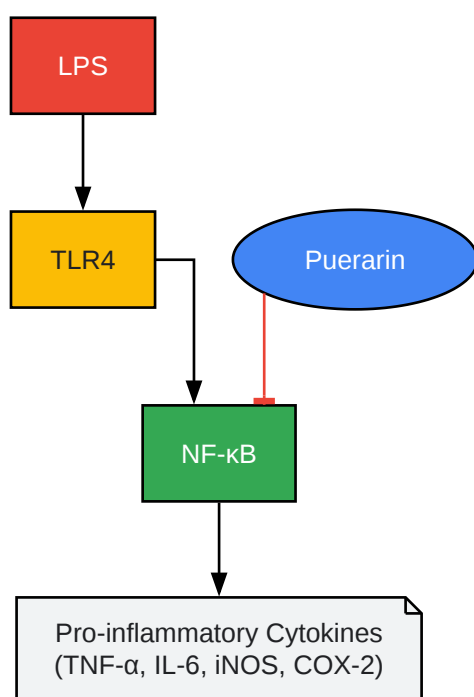 LPS
TLR4
Puerarin
NF-κB
Pro-inflammatory Cytokines
(TNF-α, IL-6, iNOS, COX-2)